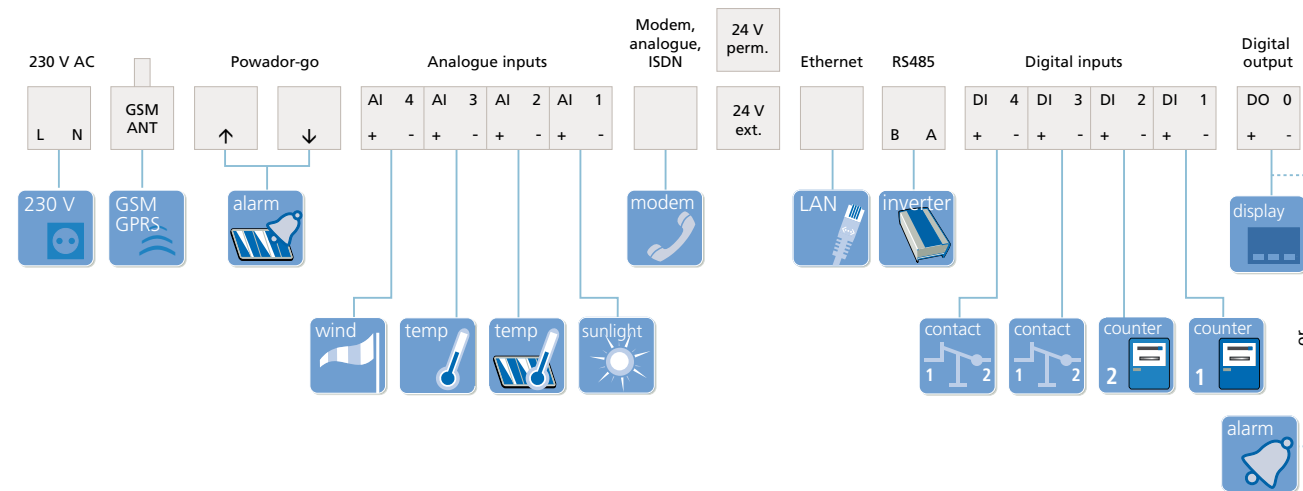 Modem,
analogue,
ISDN
24 V
perm.
Digital
output
230 V AC
Powador-go
Analogue inputs
Ethernet
RS485
Digital inputs
L N
GSM
ANT
↑
↓
AI 4 AI 3 AI 2 AI 1
+ - + - + - + -
24 V
ext.
B A
DI 4 DI 3 DI 2 DI 1
+ - + - + - + -
DO 0
+ -
230 V
GSM
GPRS
alarm
modem
LAN
inverter
display
wind
temp
temp
sunlight
contact
1 2
contact
1 2
counter
2
counter
1
or
alarm